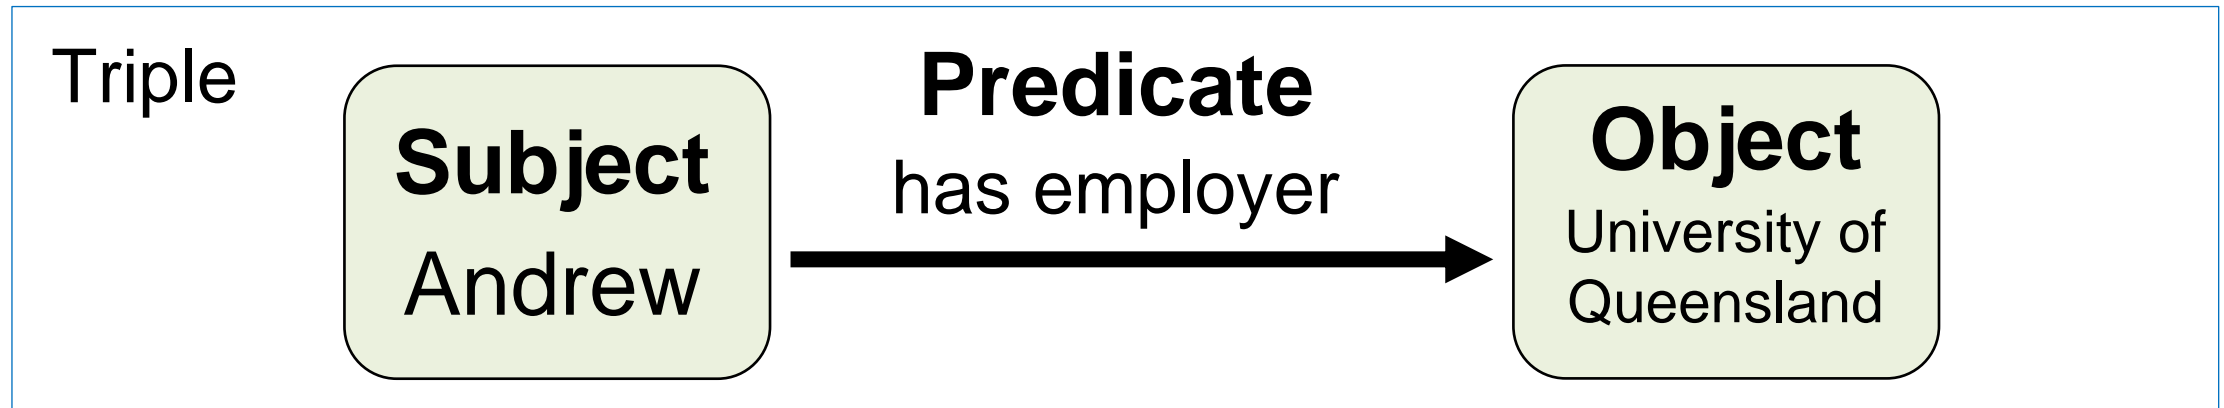 Triple
Subject
Andrew
Predicate
has employer
Object
University of
Queensland